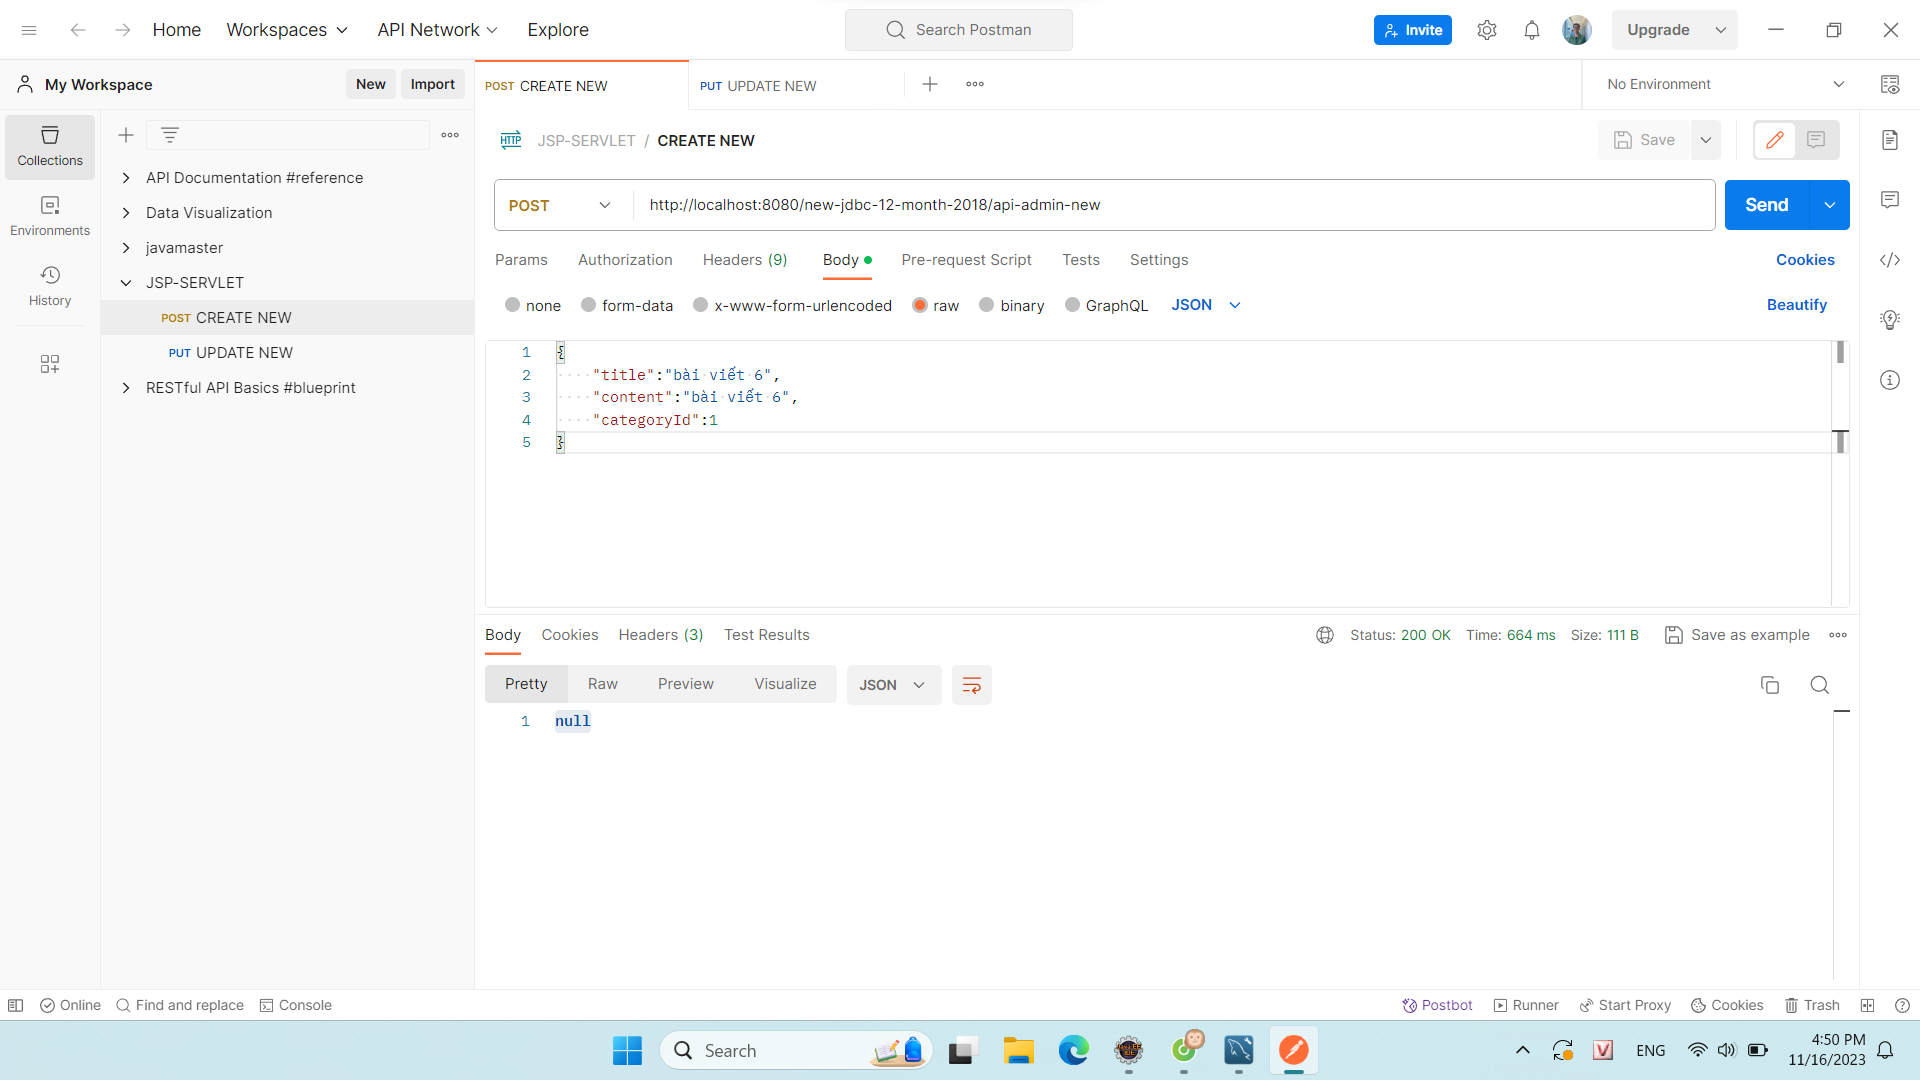 Home
Workspaces
API Network
Explore
Search Postman
Invite
Upgrade
My Workspace
New
Import
POST CREATE NEW
PUT UPDATE NEW
No Environment
Collections
Environments
History
API Documentation #reference
Data Visualization
javamaster
JSP-SERVLET
POST CREATE NEW
PUT UPDATE NEW
RESTful API Basics #blueprint
HTTP
JSP-SERVLET / CREATE NEW
Save
POST
http://localhost:8080/new-jdbc-12-month-2018/api-admin-new
Send
Params
Authorization
Headers (9)
Body
Pre-request Script
Tests
Settings
Cookies
none
form-data
x-www-form-urlencoded
raw
binary
GraphQL
JSON
Beautify
1 {
2 "title":"bài viết 6",
3 "content":"bài viết 6",
4 "categoryId":1
5 }
Body
Cookies
Headers (3)
Test Results
Status: 200 OK
Time: 664 ms
Size: 111 B
Save as example
Pretty
Raw
Preview
Visualize
JSON
1 null
Online
Find and replace
Console
Postbot
Runner
Start Proxy
Cookies
Trash
Search
ENG
4:50 PM
11/16/2023